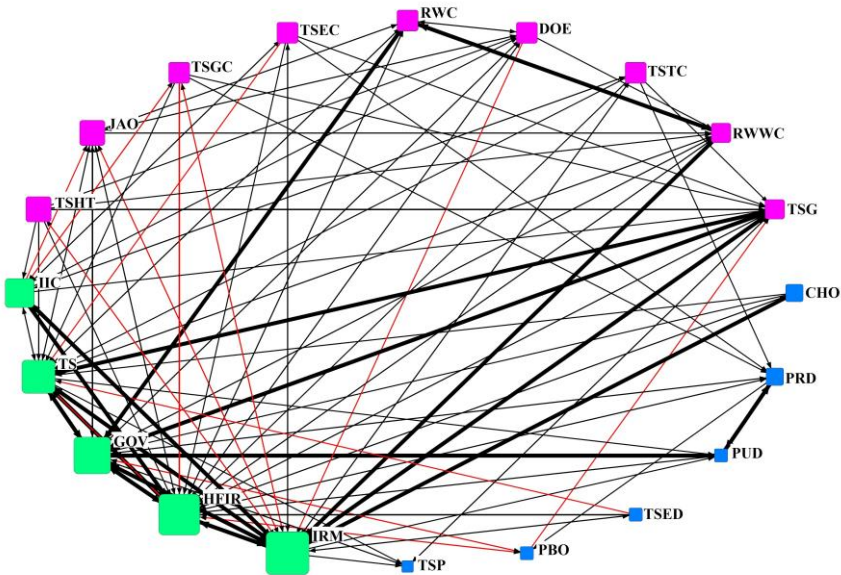 RWC
TSEC
DOE
TSGC
TSTC
JAO
RWWC
TSHT
TSG
IIC
CHO
TS
PRD
GOV
PUD
HFIR
TSED
IRM
PBO
TSP